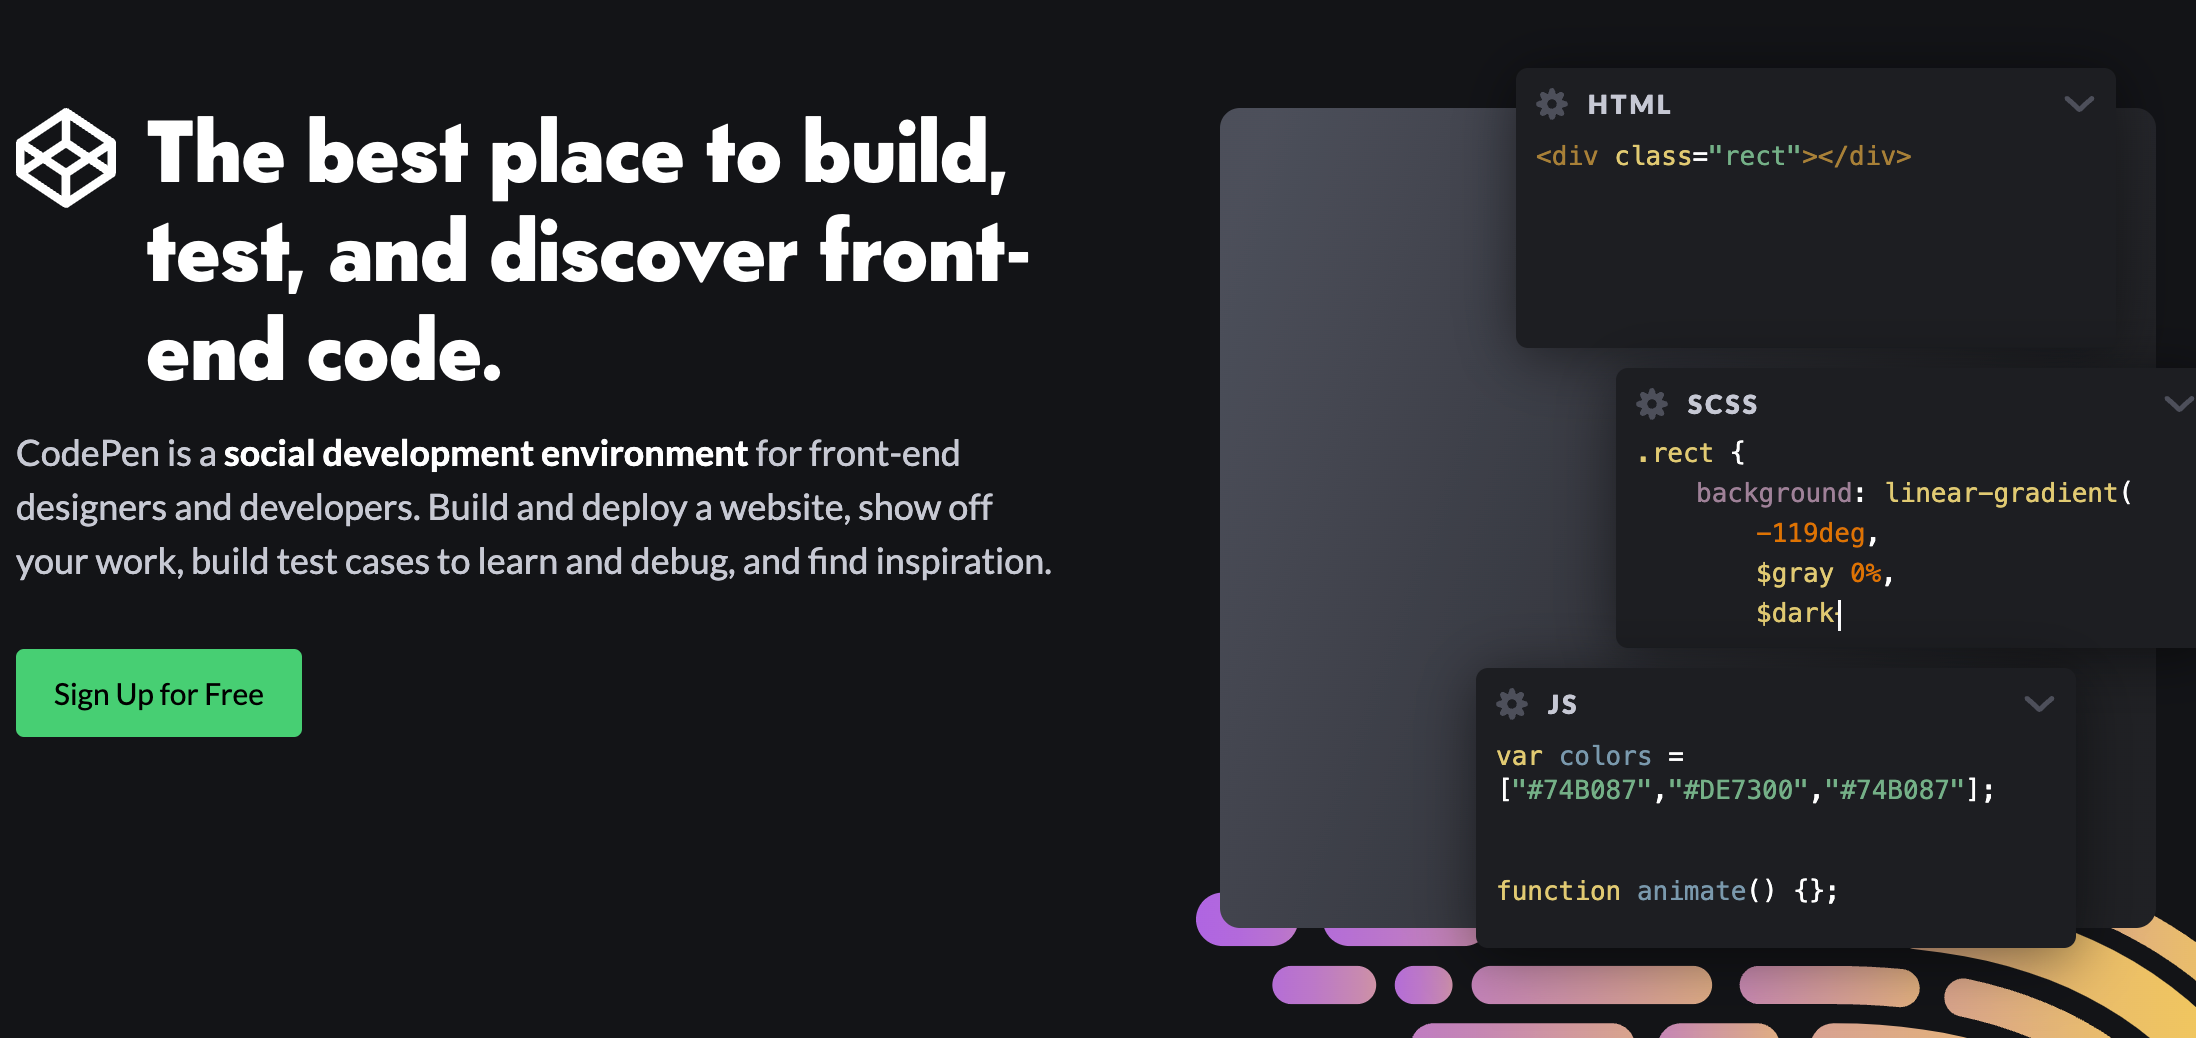 The best place to build,
test, and discover front-
end code.
CodePen is a social development environment for front-end
designers and developers. Build and deploy a website, show off
your work, build test cases to learn and debug, and find inspiration.
Sign Up for Free
HTML
<div class="rect"></div>
SCSS
.rect {
background: linear-gradient(
-119deg,
$gray 0%,
$dark
JS
var colors =
["#74B087","#DE7300","#74B087"];
function animate() {};